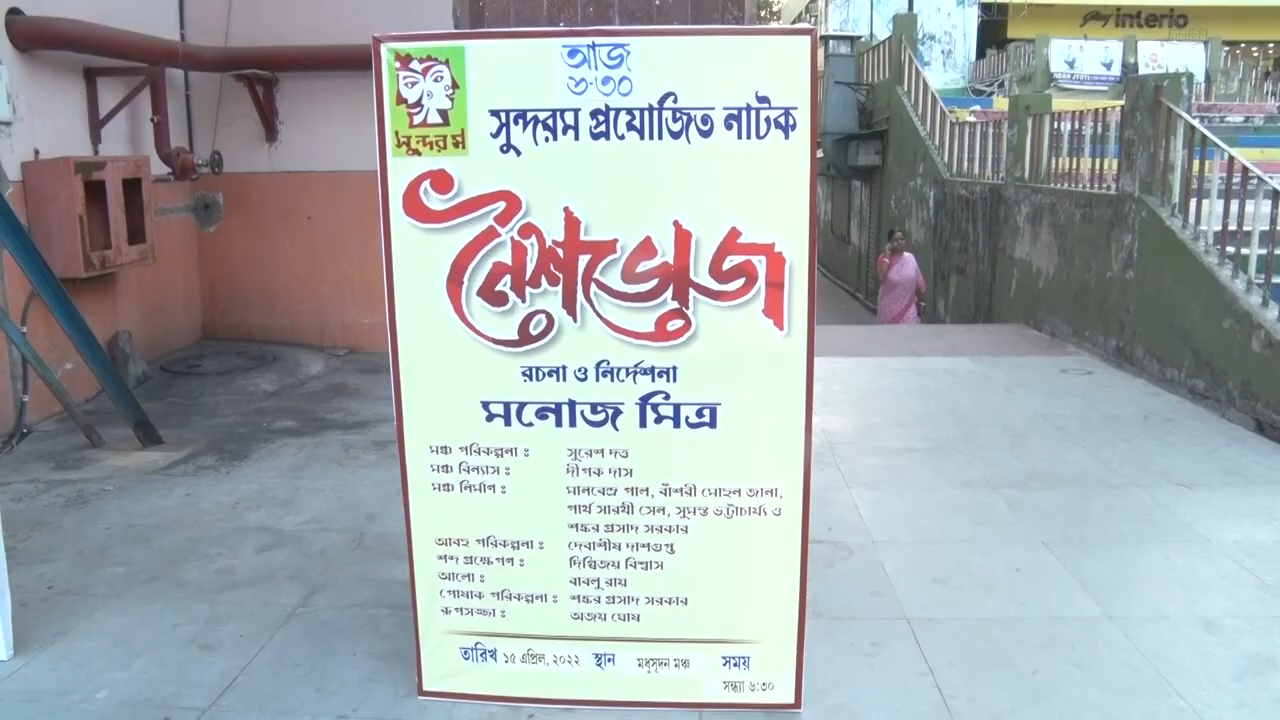 আজ
৬-৩০
সুন্দরম
সুন্দরম প্রযোজিত নাটক
নৈশভোজ
রচনা ও নির্দেশনা
মনোজ মিত্র
মঞ্চ পরিকল্পনা : সুরেশ দত্ত
মঞ্চ বিন্যাস : দীপক দাস
মঞ্চ নির্মাণ : মানবেন্দ্র পাল, বাঁশরী মোহন জানা,
পার্থ সারথী সেন, সুমন্ত ভট্টাচার্য্য ও
শঙ্কর প্রসাদ সরকার
আবহ পরিকল্পনা : দেবাশীষ দাশগুপ্ত
শব্দ প্রক্ষেপণ : দিগ্বিজয় বিশ্বাস
আলো : বাবলু রায়
পোষাক পরিকল্পনা : শঙ্কর প্রসাদ সরকার
রূপসজ্জা : অজয় ঘোষ
তারিখ ১৫ এপ্রিল, ২০২২ স্থান মধুসূদন মঞ্চ সময়
সন্ধ্যা ৬:৩০
Godrej interio